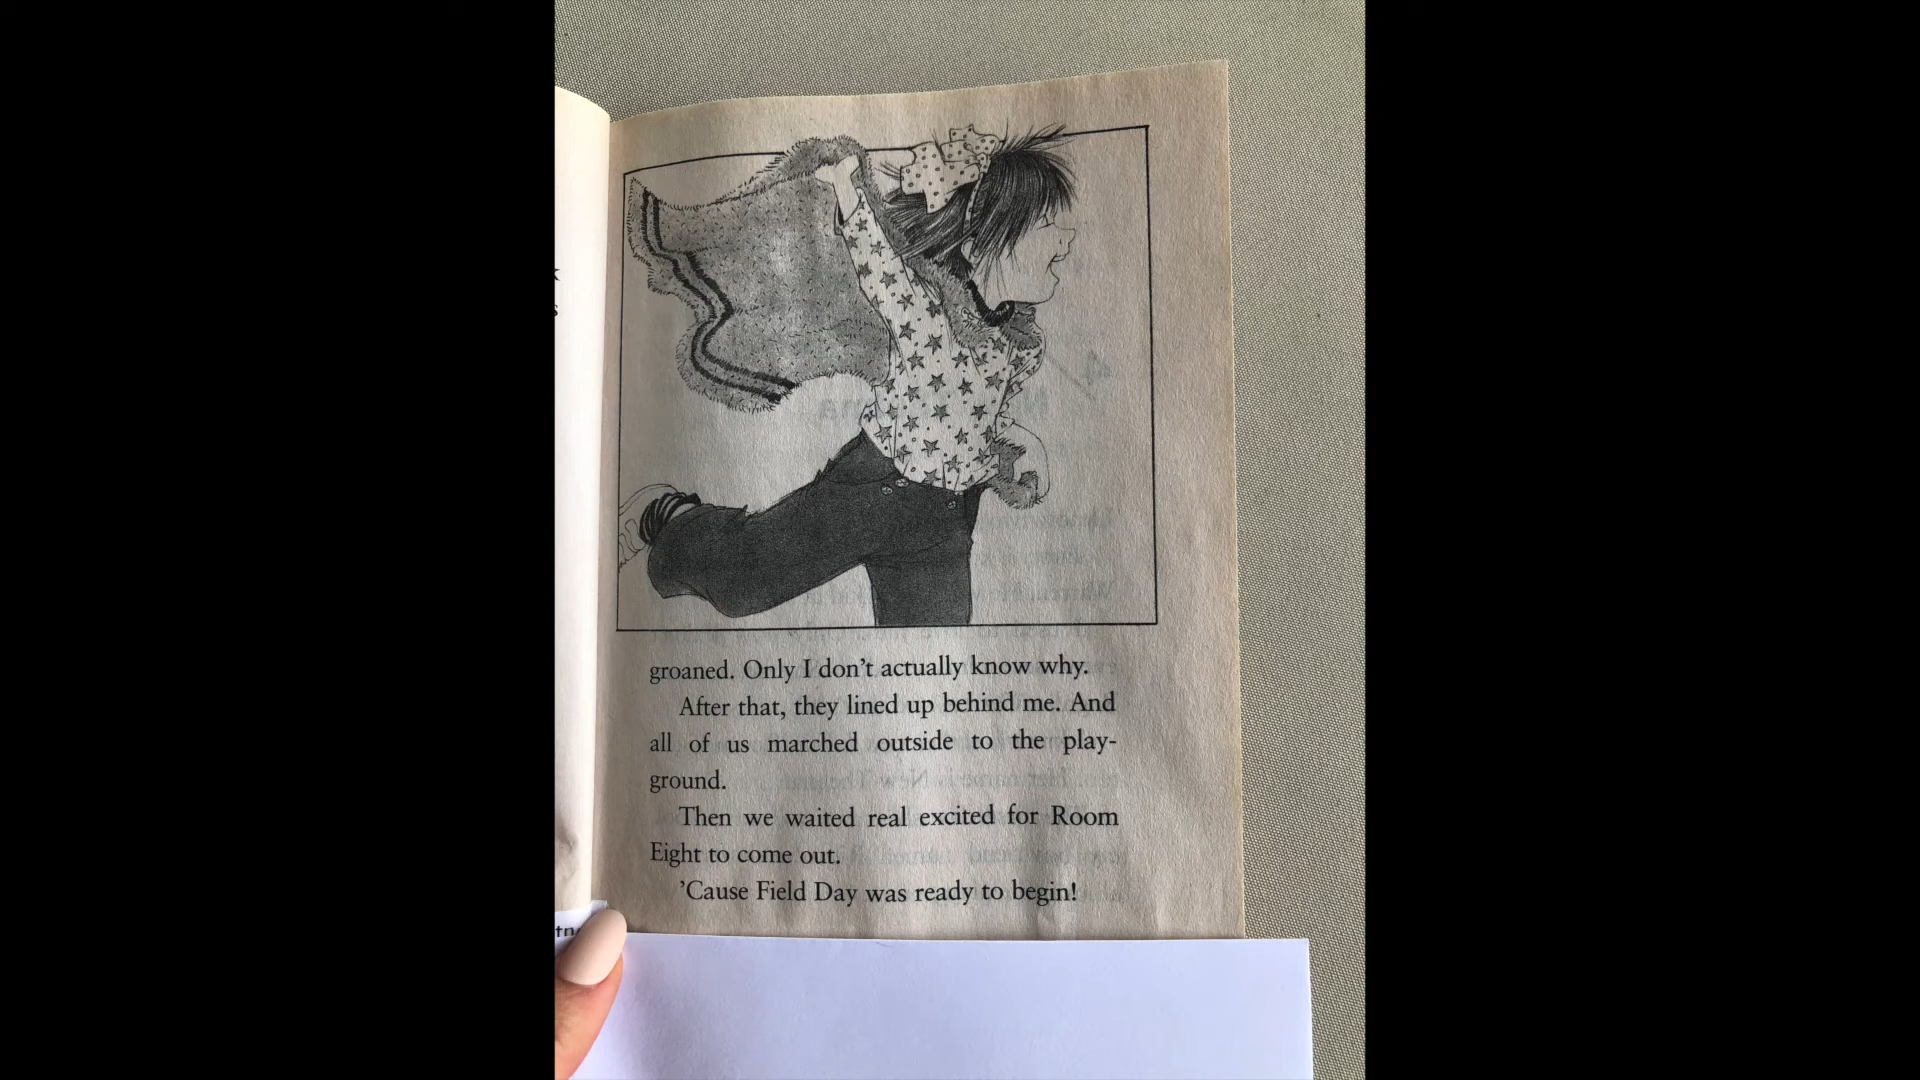 groaned. Only I don't actually know why.
After that, they lined up behind me. And
all of us marched outside to the play-
ground.
Then we waited real excited for Room
Eight to come out.
'Cause Field Day was ready to begin!